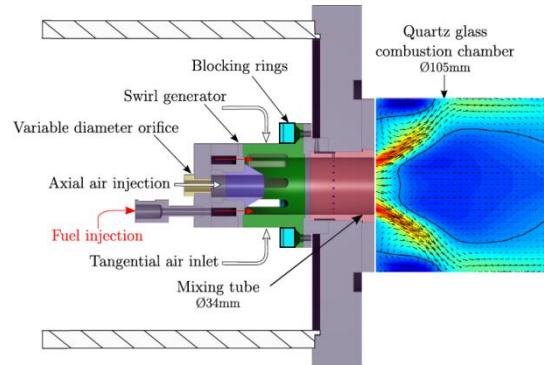 Quartz glass
combustion chamber
Ø105mm
Blocking rings
Swirl generator
Variable diameter orifice
Axial air injection
Fuel injection
Tangential air inlet
Mixing tube
Ø34mm